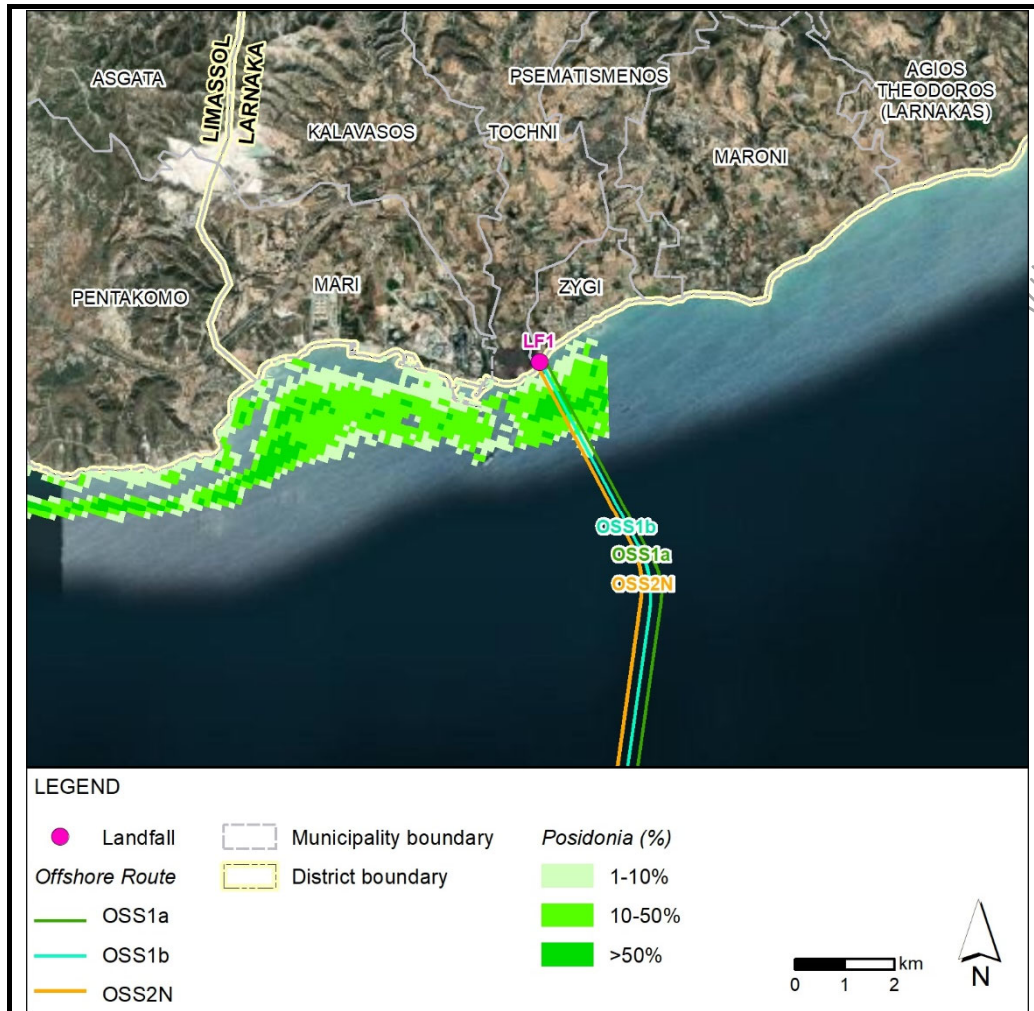 ASGATA
LIMASSOL
LARNAKA
KALAVASOS
PSEMATISMENOS
TOCHNI
AGIOS
THEODOROS
(LARNAKAS)
MARONI
PENTAKOMO
MARI
ZYGI
LF1
OSS1b
OSS1a
OSS2N
LEGEND
Landfall
Municipality boundary
Posidonia (%)
Offshore Route
District boundary
1-10%
OSS1a
10-50%
OSS1b
>50%
OSS2N
km
0 1 2
N